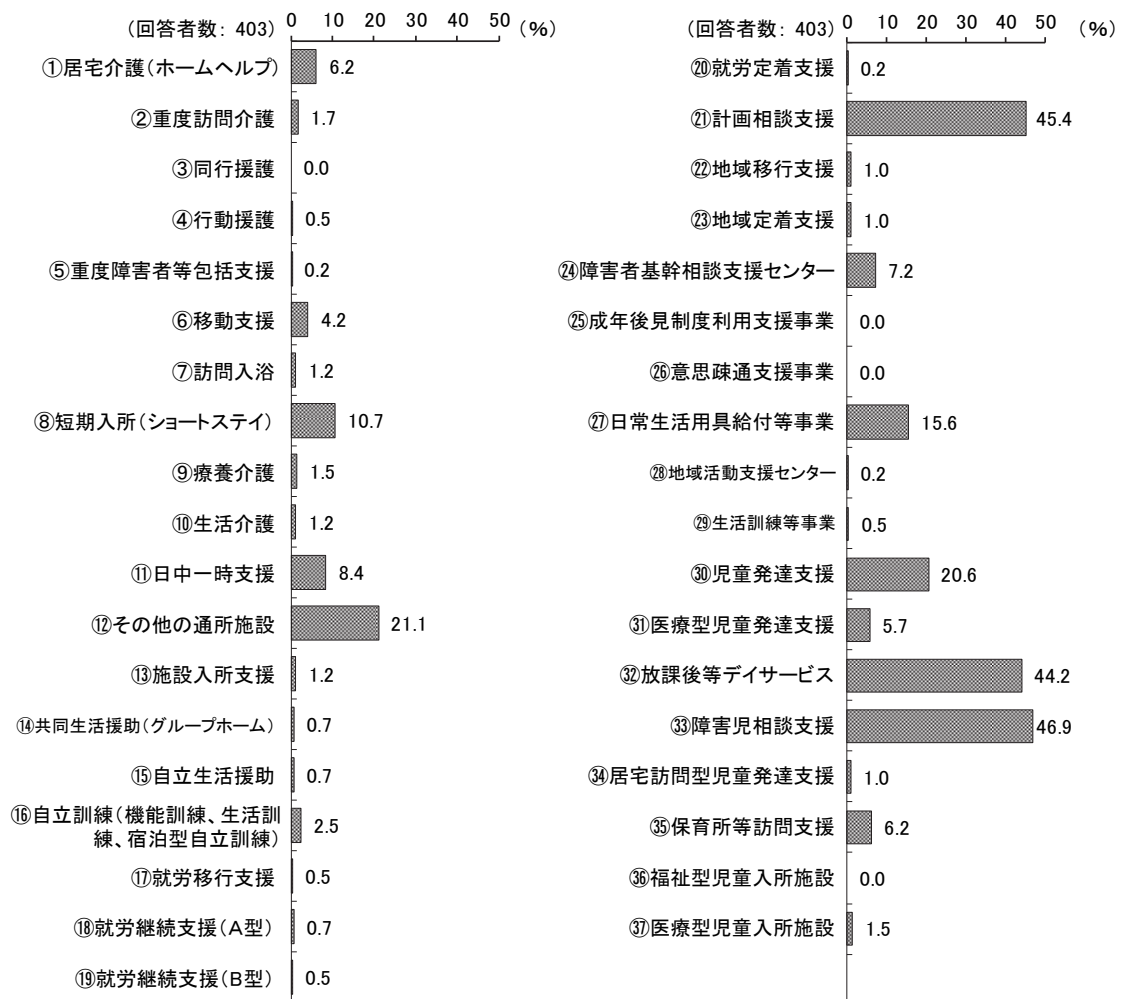 (回答者数: 403)
0 10 20 30 40 50 (%)
①居宅介護(ホームヘルプ) 6.2
②重度訪問介護 1.7
③同行援護 0.0
④行動援護 0.5
⑤重度障害者等包括支援 0.2
⑥移動支援 4.2
⑦訪問入浴 1.2
⑧短期入所(ショートステイ) 10.7
⑨療養介護 1.5
⑩生活介護 1.2
⑪日中一時支援 8.4
⑫その他の通所施設 21.1
⑬施設入所支援 1.2
⑭共同生活援助(グループホーム) 0.7
⑮自立生活援助 0.7
⑯自立訓練(機能訓練、生活訓
練、宿泊型自立訓練) 2.5
⑰就労移行支援 0.5
⑱就労継続支援(A型) 0.7
⑲就労継続支援(B型) 0.5
(回答者数: 403)
0 10 20 30 40 50 (%)
⑳就労定着支援 0.2
㉑計画相談支援 45.4
㉒地域移行支援 1.0
㉓地域定着支援 1.0
㉔障害者基幹相談支援センター 7.2
㉕成年後見制度利用支援事業 0.0
㉖意思疎通支援事業 0.0
㉗日常生活用具給付等事業 15.6
㉘地域活動支援センター 0.2
㉙生活訓練等事業 0.5
㉚児童発達支援 20.6
㉛医療型児童発達支援 5.7
㉜放課後等デイサービス 44.2
㉝障害児相談支援 46.9
㉞居宅訪問型児童発達支援 1.0
㉟保育所等訪問支援 6.2
㊱福祉型児童入所施設 0.0
㊲医療型児童入所施設 1.5